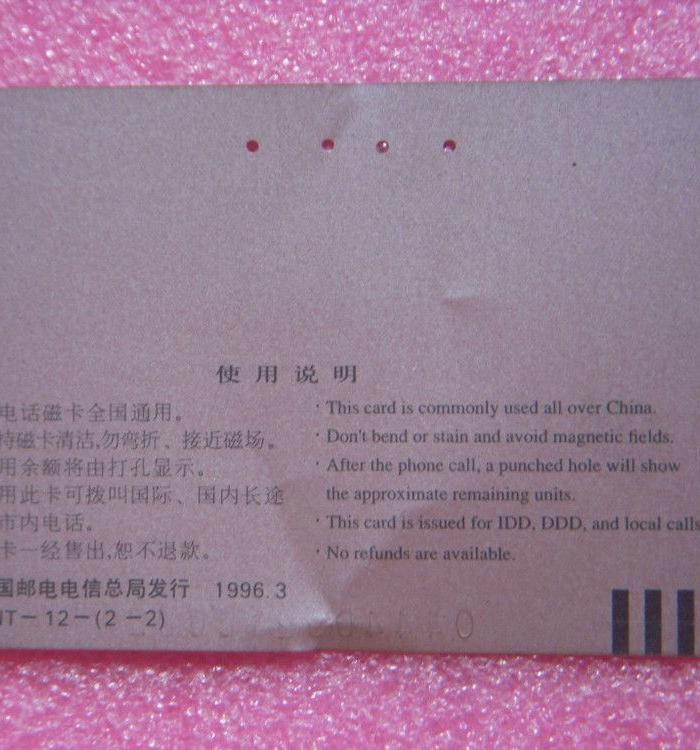 使用说明
电话磁卡全国通用。
持磁卡清洁,勿弯折、接近磁场。
用余额将由打孔显示。
用此卡可拨叫国际、国内长途
市内电话。
卡一经售出,恕不退款。
国邮电电信总局发行 1996.3
NT－12－(2－2)
· This card is commonly used all over China.
· Don't bend or stain and avoid magnetic fields.
· After the phone call, a punched hole will show
the approximate remaining units.
· This card is issued for IDD, DDD, and local calls
· No refunds are available.